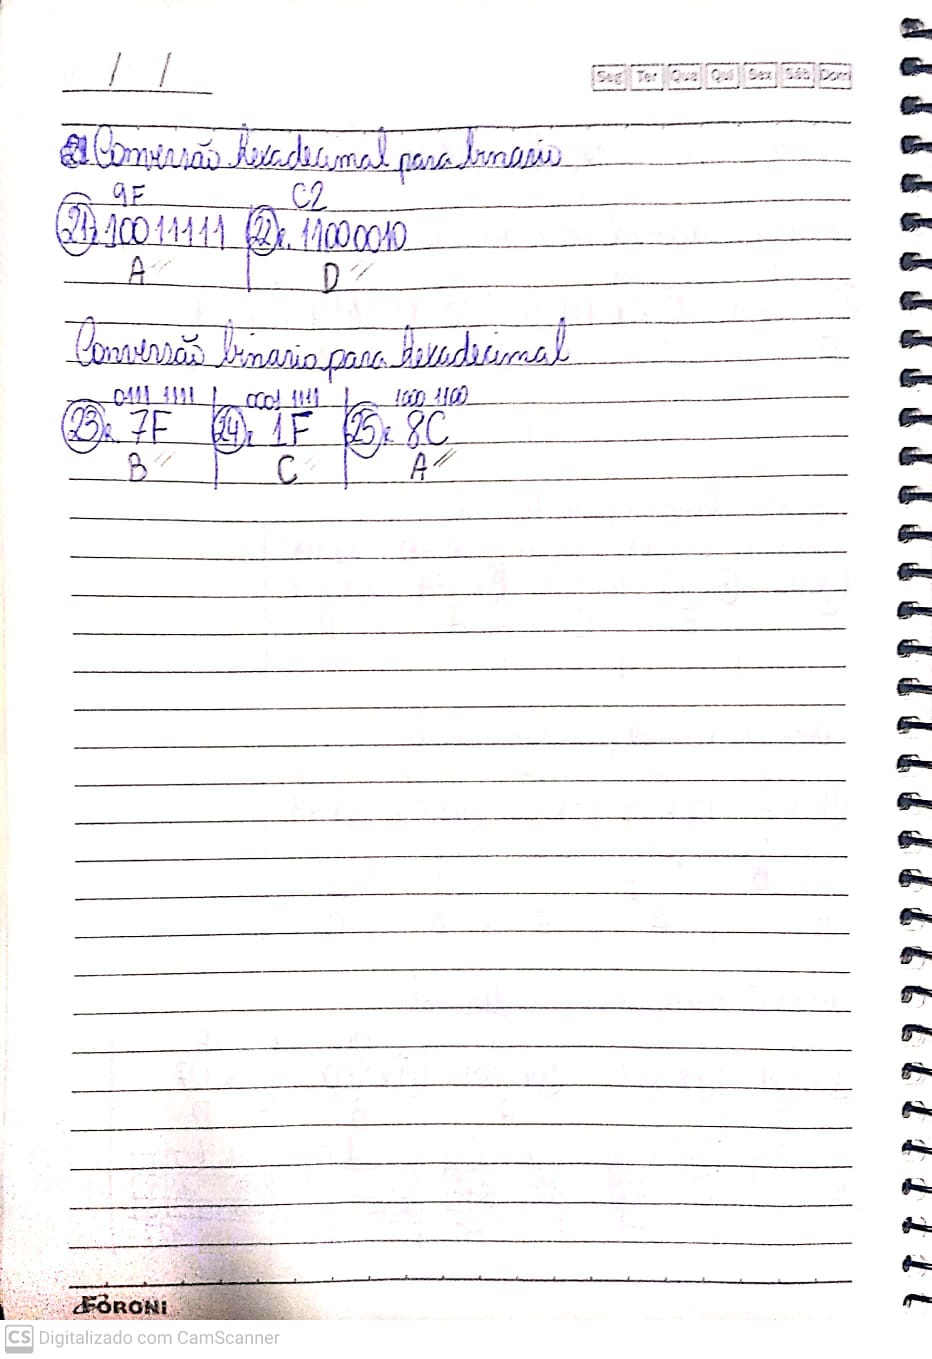 / /
Seg Ter Qua Qui Sex Sáb Dom
Conversão hexadecimal para binario
9F C2
21) 10011111 22) 11000010
A D
Conversão binario para hexadecimal
0111 1111 0001 1111 1000 1100
23) 7F 24) 1F 25) 8C
B C A
FORONI
CS Digitalizado com CamScanner